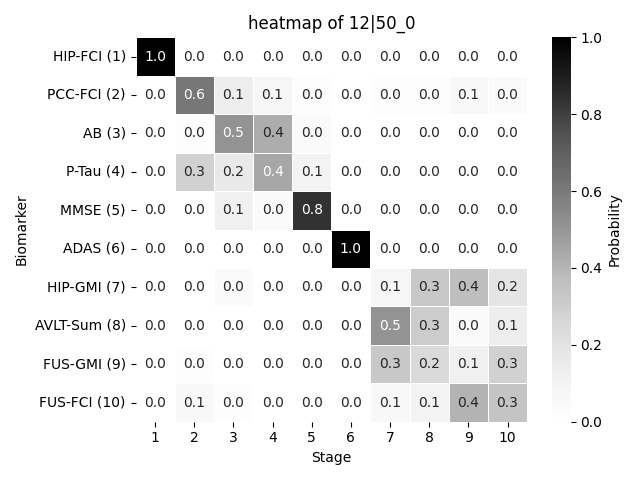 heatmap of 12|50_0
HIP-FCI (1) 1.0 0.0 0.0 0.0 0.0 0.0 0.0 0.0 0.0 0.0
PCC-FCI (2) 0.0 0.6 0.1 0.1 0.0 0.0 0.0 0.0 0.1 0.0
AB (3) 0.0 0.0 0.5 0.4 0.0 0.0 0.0 0.0 0.0 0.0
P-Tau (4) 0.0 0.3 0.2 0.4 0.1 0.0 0.0 0.0 0.0 0.0
MMSE (5) 0.0 0.0 0.1 0.0 0.8 0.0 0.0 0.0 0.0 0.0
ADAS (6) 0.0 0.0 0.0 0.0 0.0 1.0 0.0 0.0 0.0 0.0
HIP-GMI (7) 0.0 0.0 0.0 0.0 0.0 0.0 0.1 0.3 0.4 0.2
AVLT-Sum (8) 0.0 0.0 0.0 0.0 0.0 0.0 0.5 0.3 0.0 0.1
FUS-GMI (9) 0.0 0.0 0.0 0.0 0.0 0.0 0.3 0.2 0.1 0.3
FUS-FCI (10) 0.0 0.1 0.0 0.0 0.0 0.0 0.1 0.1 0.4 0.3
1 2 3 4 5 6 7 8 9 10
Stage
Biomarker
1.0
0.8
0.6
0.4
0.2
0.0
Probability